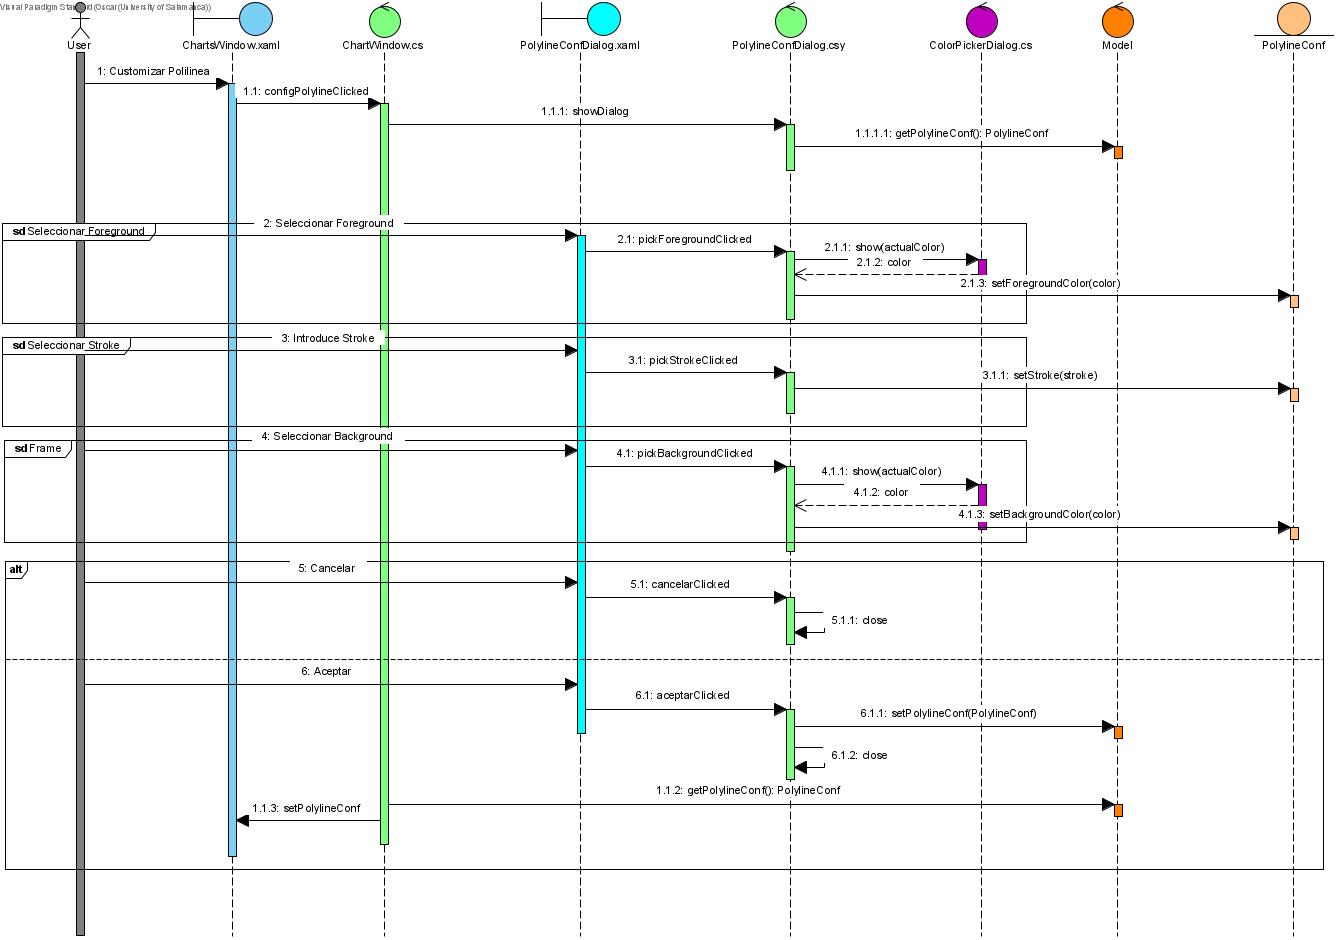 Visual Paradigm Standard(Oscar(University of Salamanca))
User
ChartsWindow.xaml
ChartWindow.cs
PolylineConfDialog.xaml
PolylineConfDialog.csy
ColorPickerDialog.cs
Model
PolylineConf
1: Customizar Polilinea
1.1: configPolylineClicked
1.1.1: showDialog
1.1.1.1: getPolylineConf(): PolylineConf
sd Seleccionar Foreground
2: Seleccionar Foreground
2.1: pickForegroundClicked
2.1.1: show(actualColor)
2.1.2: color
2.1.3: setForegroundColor(color)
sd Seleccionar Stroke
3: Introduce Stroke
3.1: pickStrokeClicked
3.1.1: setStroke(stroke)
sd Frame
4: Seleccionar Background
4.1: pickBackgroundClicked
4.1.1: show(actualColor)
4.1.2: color
4.1.3: setBackgroundColor(color)
alt
5: Cancelar
5.1: cancelarClicked
5.1.1: close
6: Aceptar
6.1: aceptarClicked
6.1.1: setPolylineConf(PolylineConf)
6.1.2: close
1.1.2: getPolylineConf(): PolylineConf
1.1.3: setPolylineConf